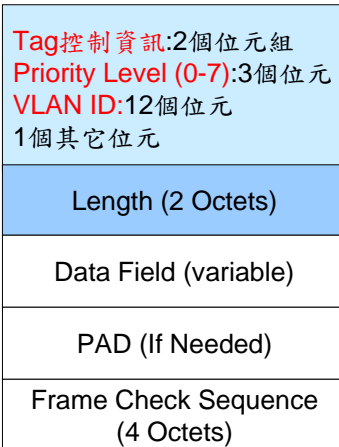 Tag控制資訊:2個位元組
Priority Level (0-7):3個位元
VLAN ID:12個位元
1個其它位元
Length (2 Octets)
Data Field (variable)
PAD (If Needed)
Frame Check Sequence
(4 Octets)